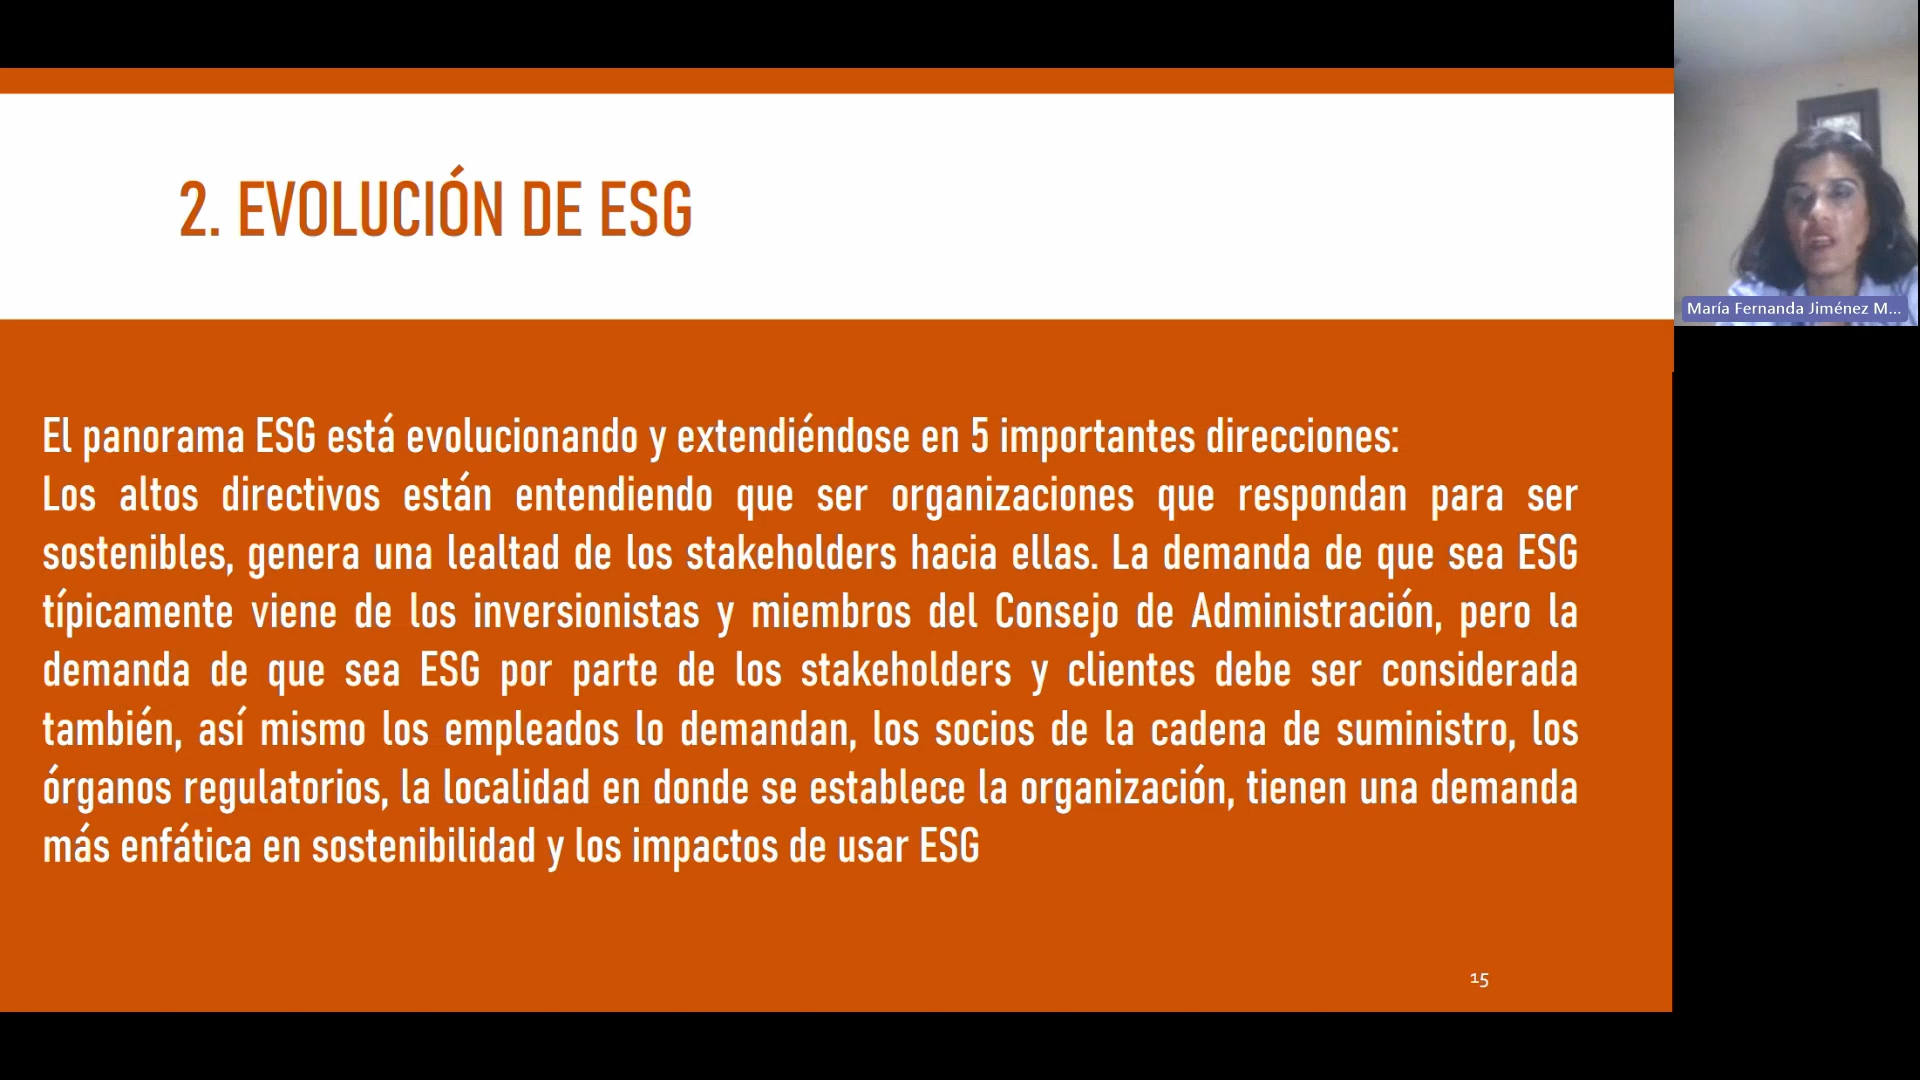 2. EVOLUCIÓN DE ESG
El panorama ESG está evolucionando y extendiéndose en 5 importantes direcciones:
Los altos directivos están entendiendo que ser organizaciones que respondan para ser
sostenibles, genera una lealtad de los stakeholders hacia ellas. La demanda de que sea ESG
típicamente viene de los inversionistas y miembros del Consejo de Administración, pero la
demanda de que sea ESG por parte de los stakeholders y clientes debe ser considerada
también, así mismo los empleados lo demandan, los socios de la cadena de suministro, los
órganos regulatorios, la localidad en donde se establece la organización, tienen una demanda
más enfática en sostenibilidad y los impactos de usar ESG
15
María Fernanda Jiménez M...